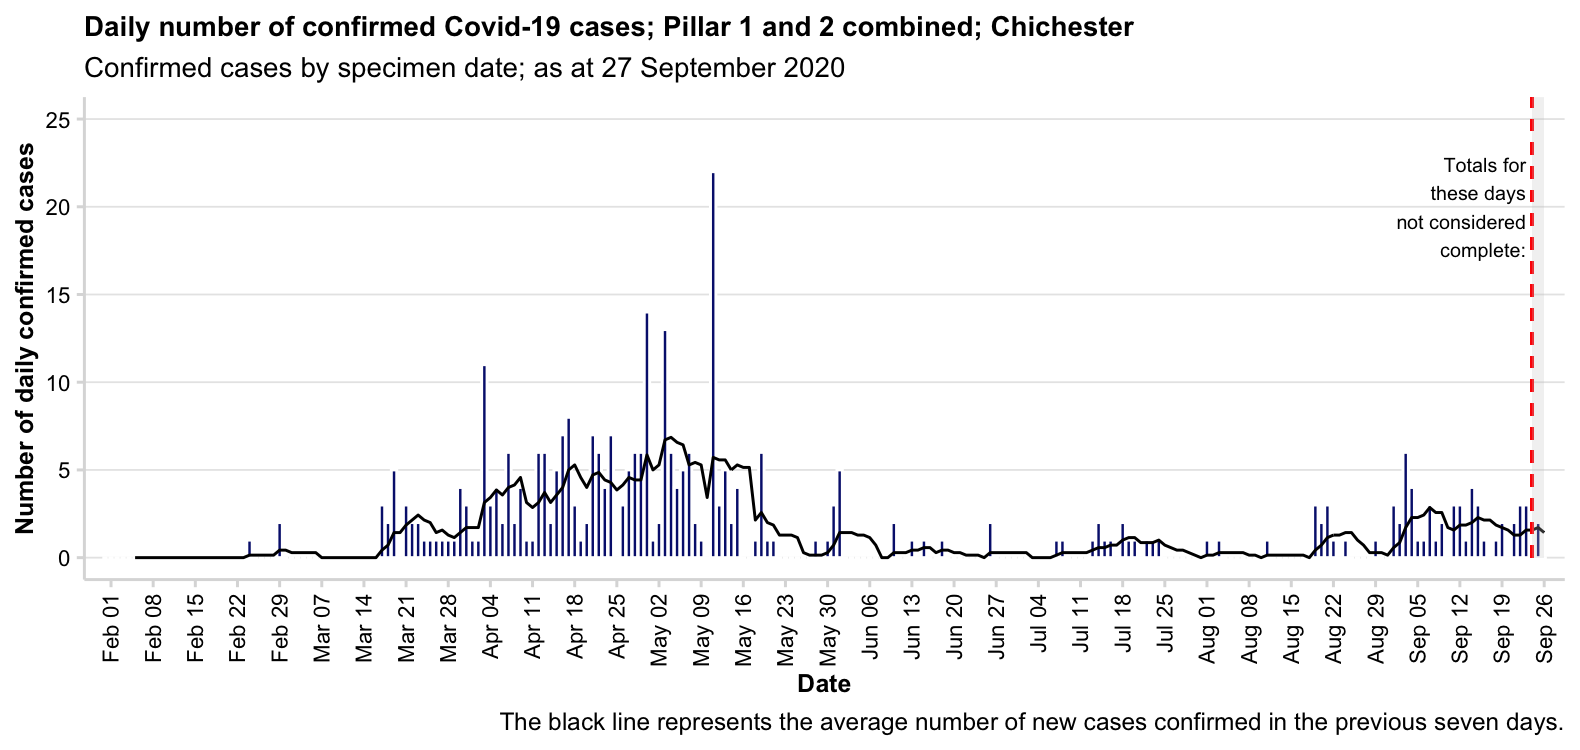 Daily number of confirmed Covid-19 cases; Pillar 1 and 2 combined; Chichester
Confirmed cases by specimen date; as at 27 September 2020
Number of daily confirmed cases
25
20
15
10
5
0
Totals for
these days
not considered
complete:
Feb 01
Feb 08
Feb 15
Feb 22
Feb 29
Mar 07
Mar 14
Mar 21
Mar 28
Apr 04
Apr 11
Apr 18
Apr 25
May 02
May 09
May 16
May 23
May 30
Jun 06
Jun 13
Jun 20
Jun 27
Jul 04
Jul 11
Jul 18
Jul 25
Aug 01
Aug 08
Aug 15
Aug 22
Aug 29
Sep 05
Sep 12
Sep 19
Sep 26
Date
The black line represents the average number of new cases confirmed in the previous seven days.